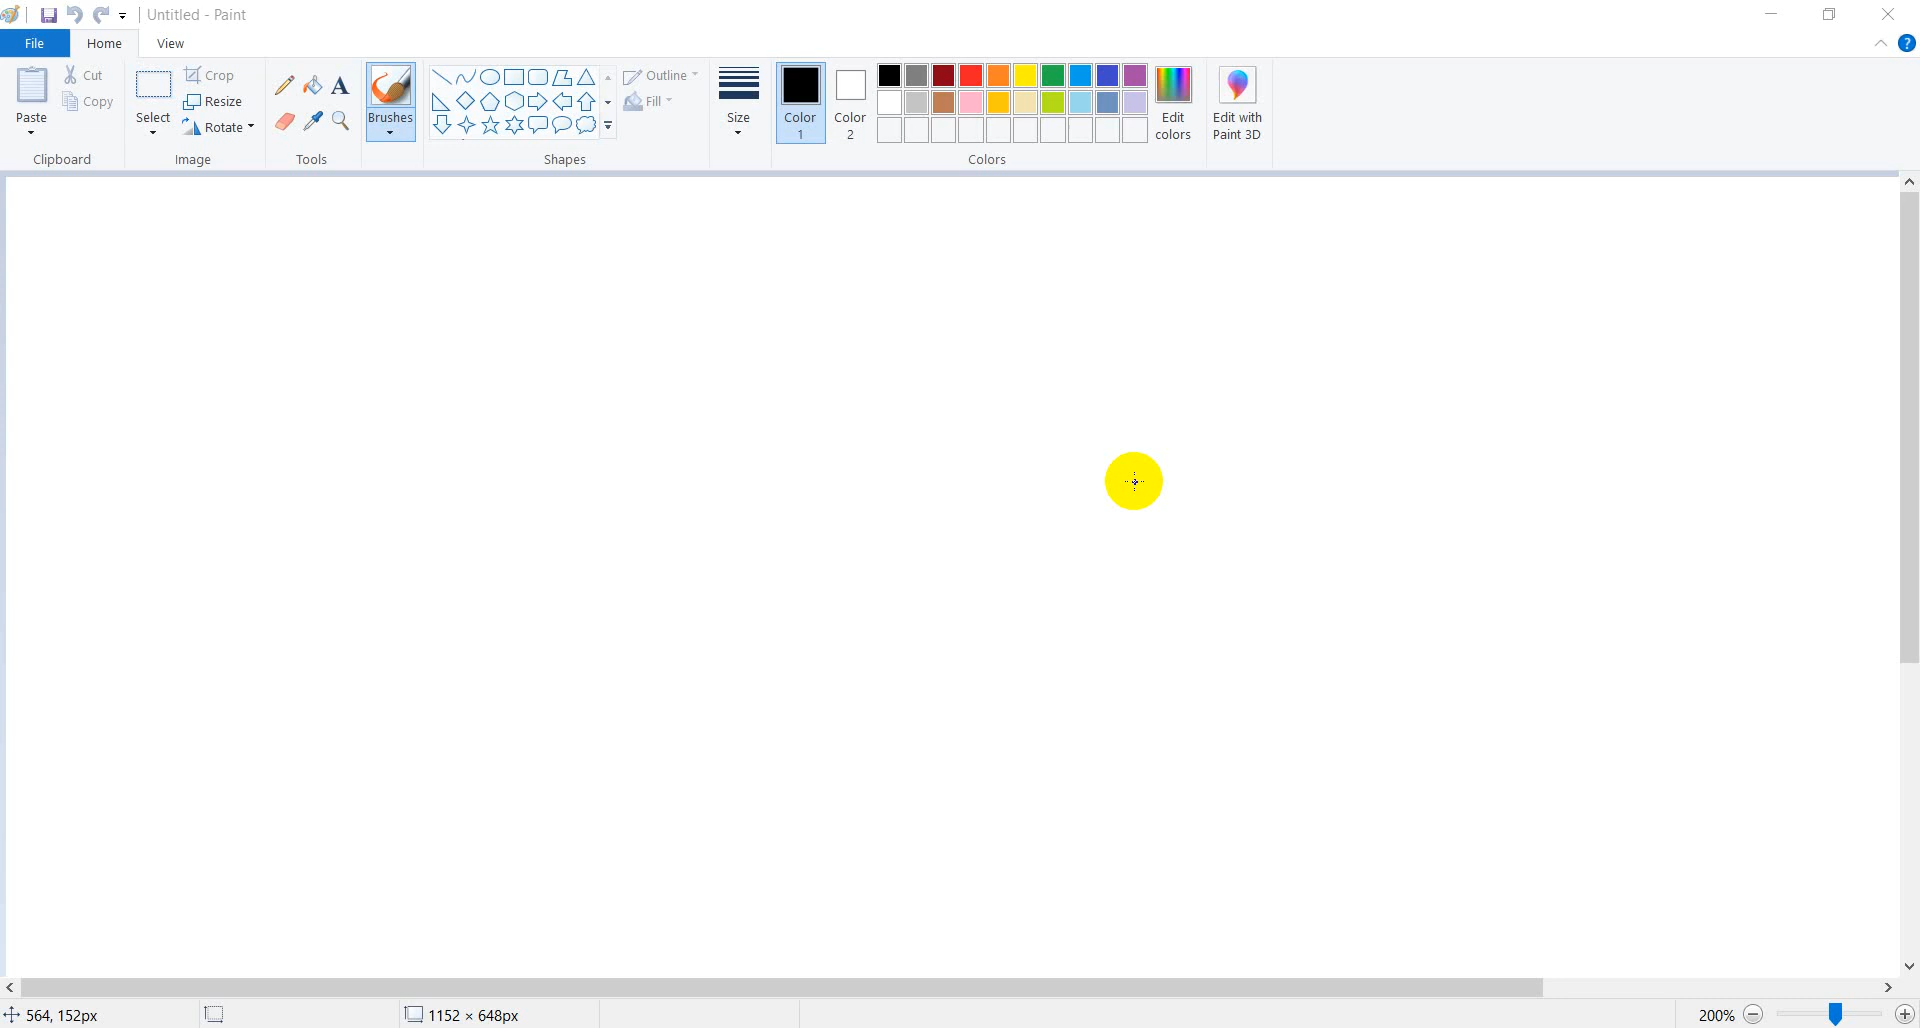 Untitled - Paint
File Home View
Paste
Cut
Copy
Clipboard
Select
Crop
Resize
Rotate
Image
A
Tools
Brushes
Outline
Fill
Shapes
Size
Color
1
Color
2
Edit
colors
Colors
Edit with
Paint 3D
564, 152px 1152 × 648px 200%